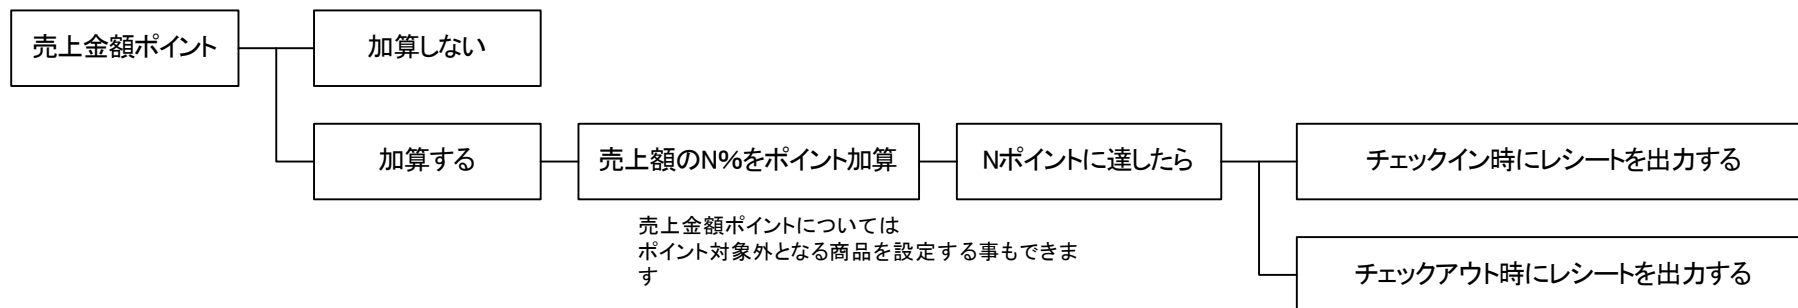 売上金額ポイント
加算しない
加算する
売上額のN%をポイント加算
Nポイントに達したら
チェックイン時にレシートを出力する
売上金額ポイントについては
ポイント対象外となる商品を設定する事もできま
す
チェックアウト時にレシートを出力する